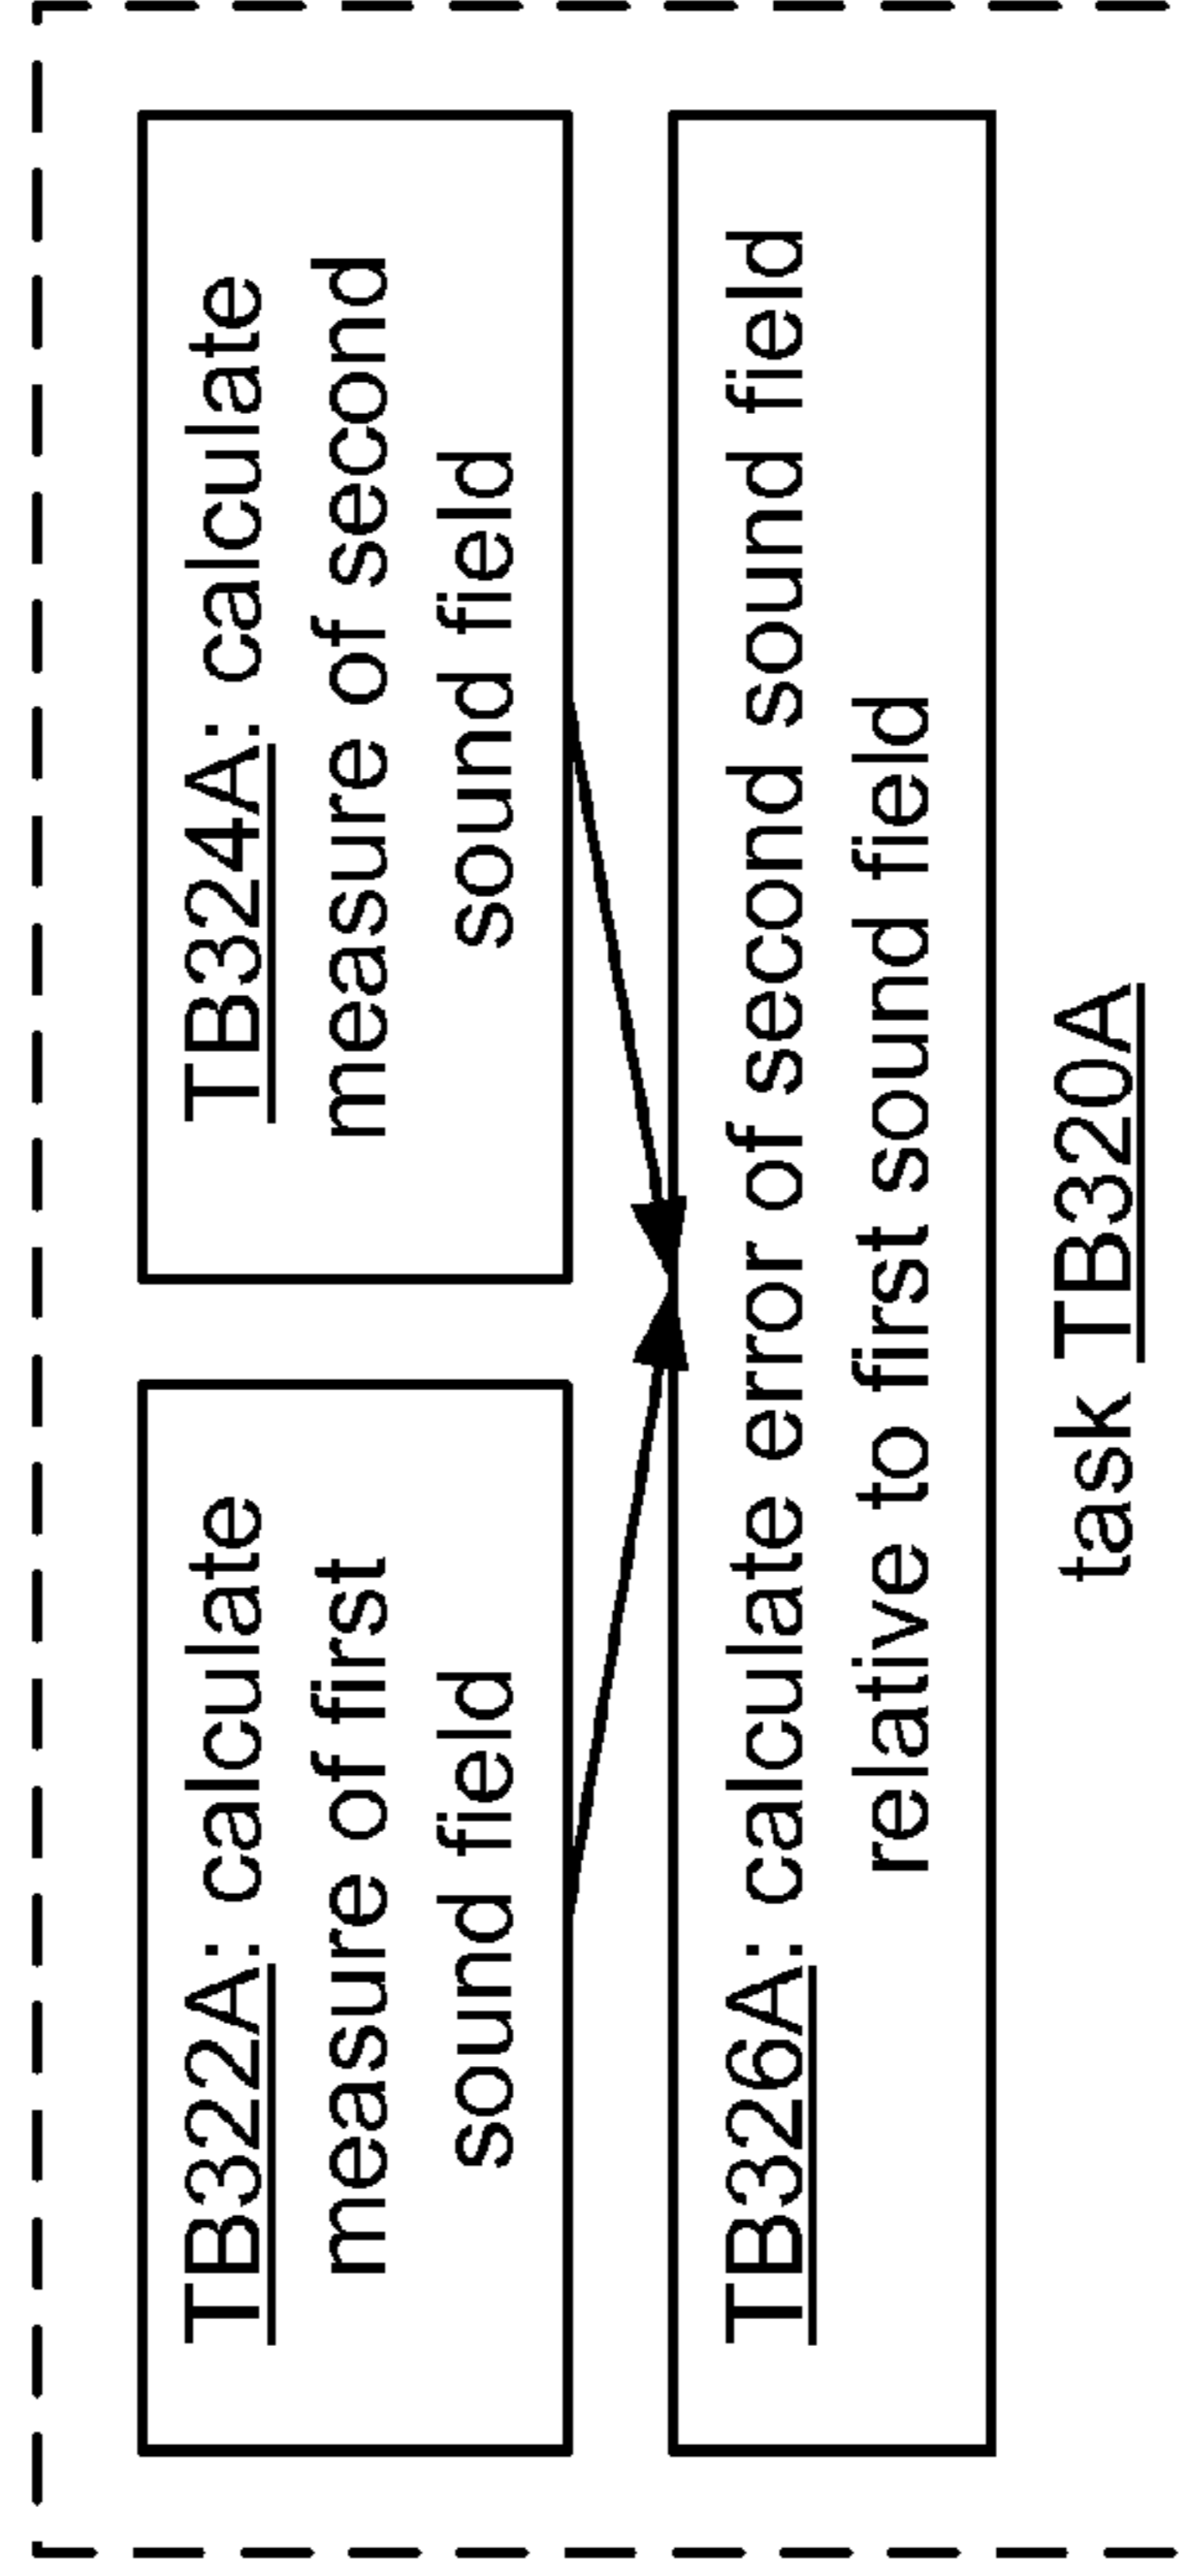 TB322A: calculate
measure of first
sound field
TB324A: calculate
measure of second
sound field
TB326A: calculate error of second sound field
relative to first sound field
task TB320A